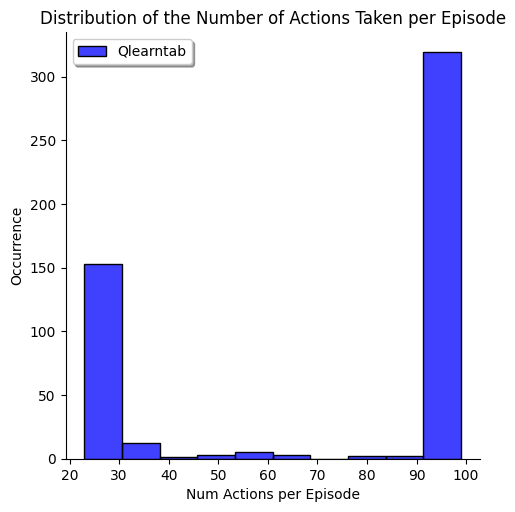 Distribution of the Number of Actions Taken per Episode
Qlearntab
300
250
200
150
100
50
0
Occurrence
20 30 40 50 60 70 80 90 100
Num Actions per Episode